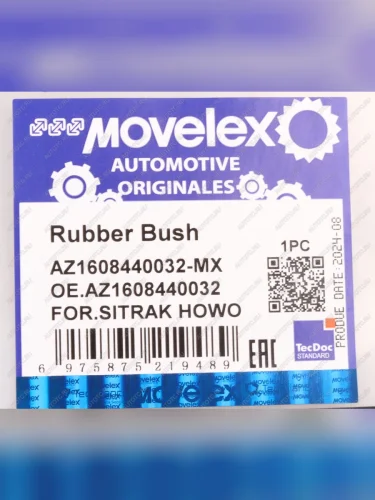 MOVELEX
AUTOMOTIVE
ORIGINALES
Rubber Bush
1PC
AZ1608440032-MX
OE.AZ1608440032
FOR.SITRAK HOWO
PRODUE DATE 2024-08
EAC
TecDoc
STANDARD
6 975875 219489
MOVELEX